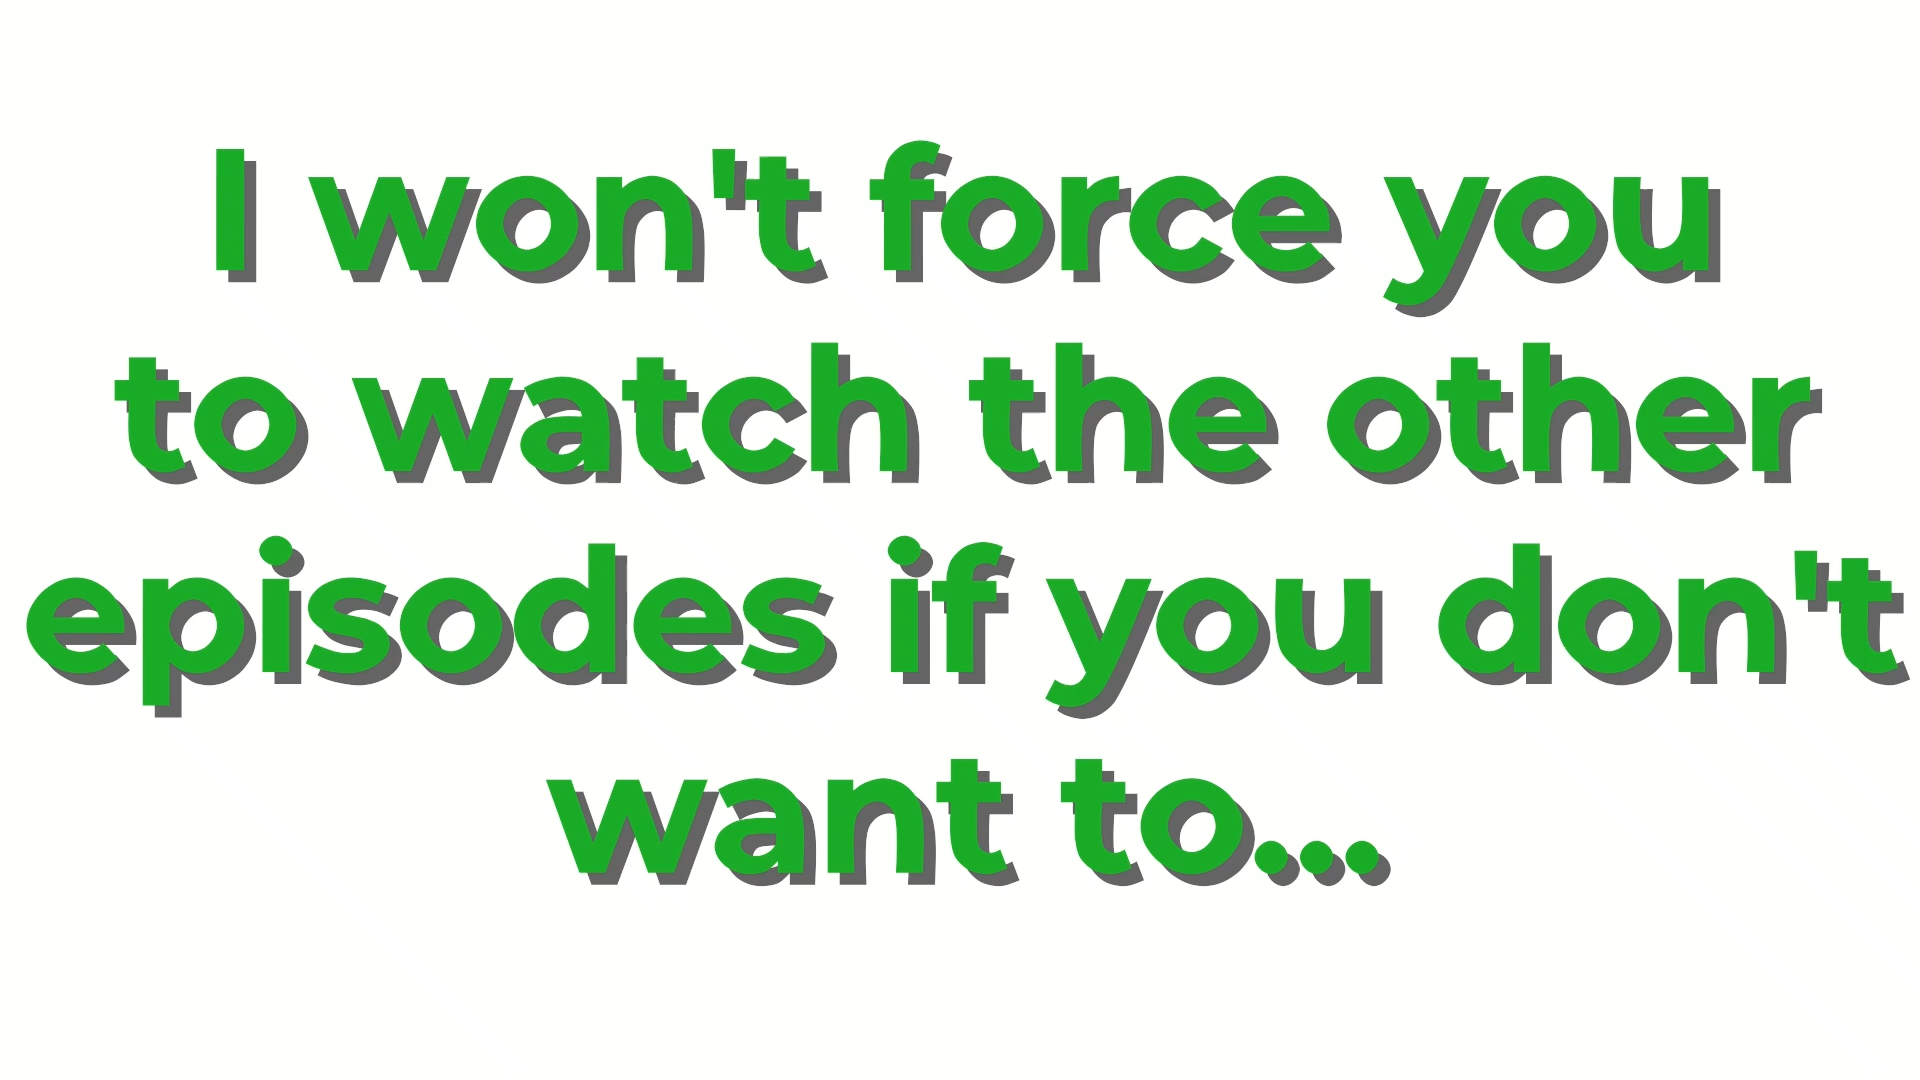 I won't force you
to watch the other
episodes if you don't
want to...